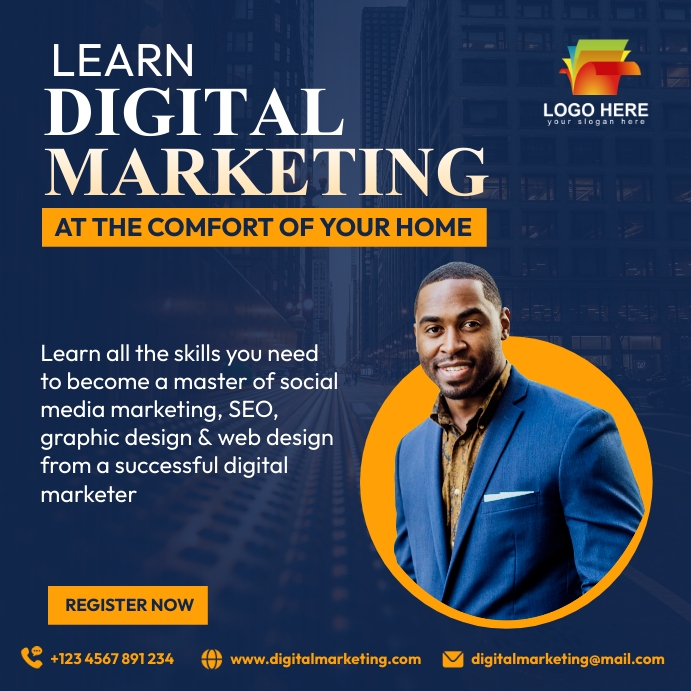 LEARN
DIGITAL
MARKETING
AT THE COMFORT OF YOUR HOME
LOGO HERE
your slogan here
Learn all the skills you need
to become a master of social
media marketing, SEO,
graphic design & web design
from a successful digital
marketer
REGISTER NOW
+123 4567 891 234
www.digitalmarketing.com
digitalmarketing@mail.com